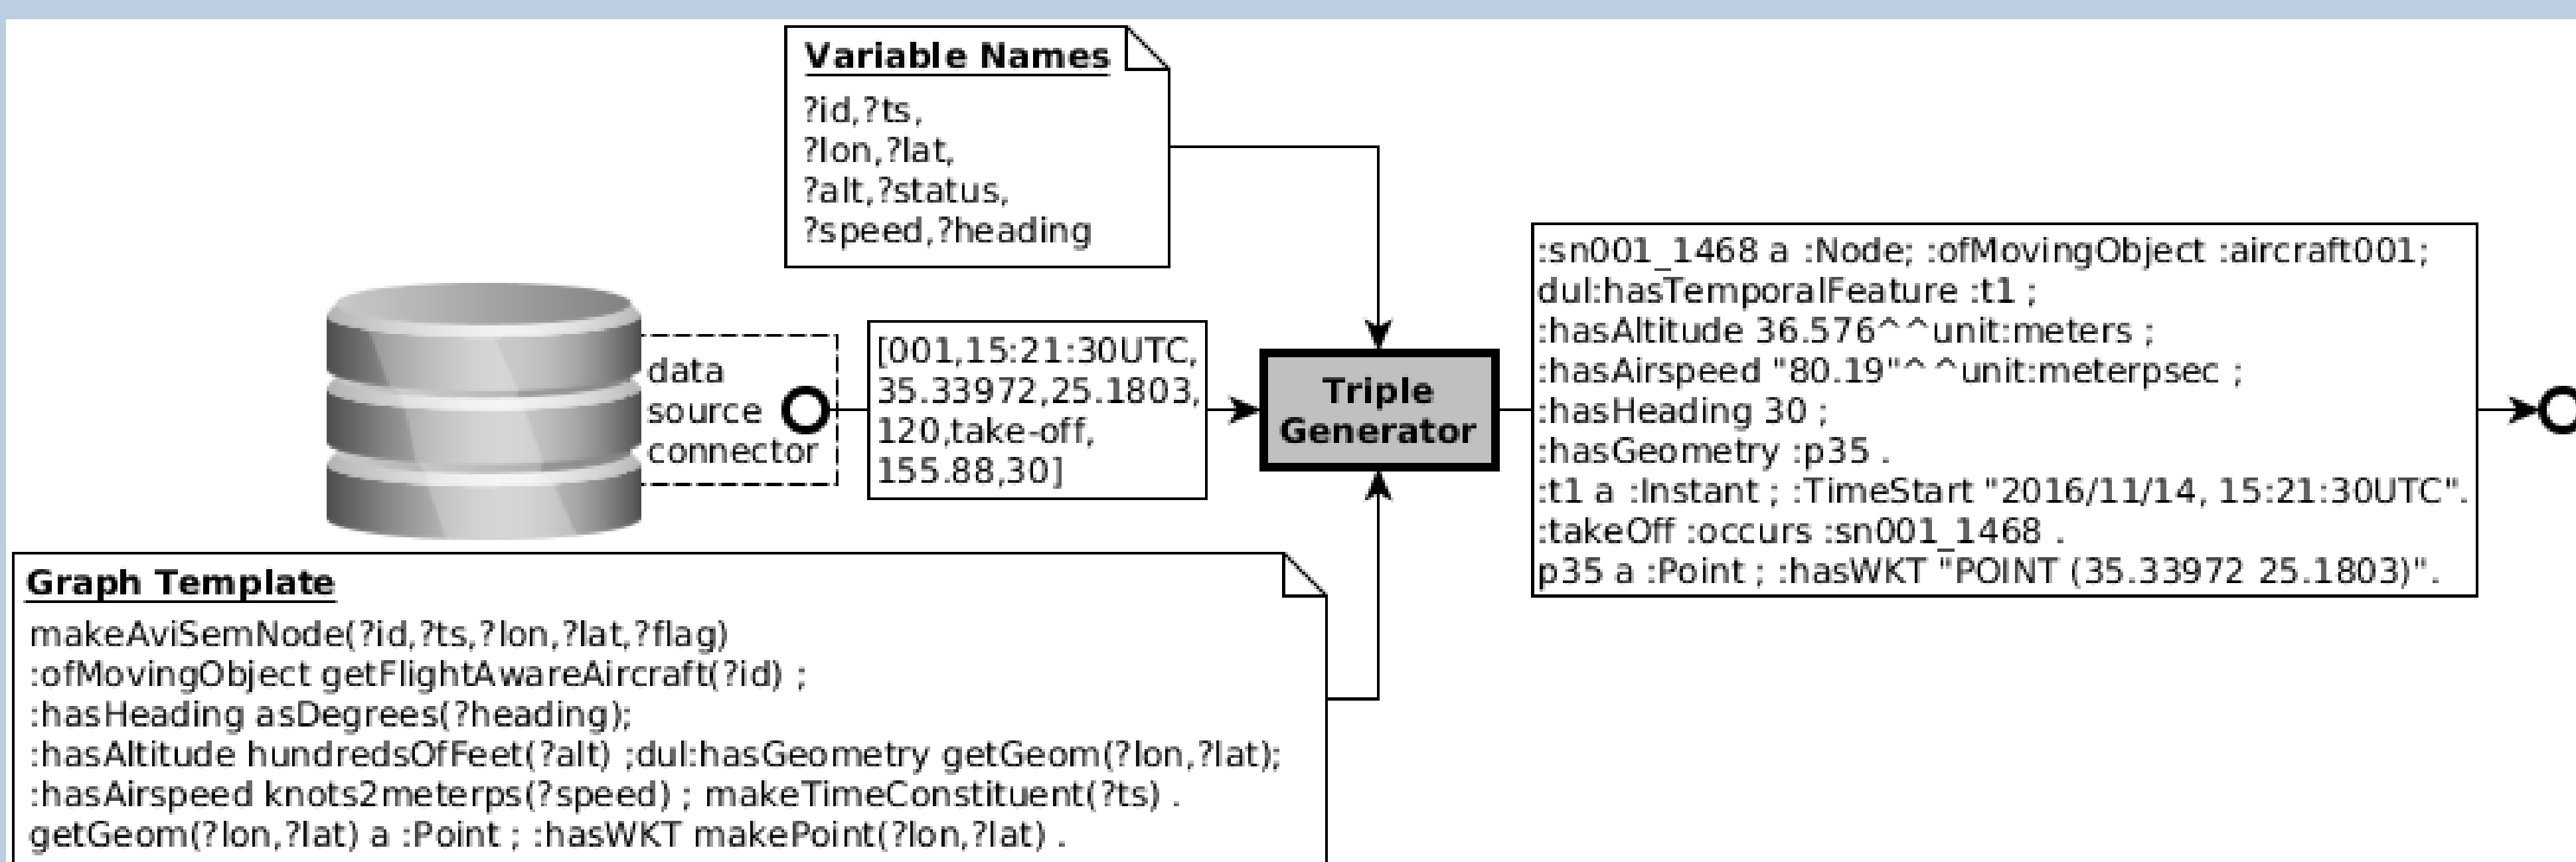 Variable Names
?id,?ts,
?lon,?lat,
?alt,?status,
?speed,?heading
data
source
connector
[001,15:21:30UTC,
35.33972,25.1803,
120,take-off,
155.88,30]
Triple
Generator
:sn001_1468 a :Node; :ofMovingObject :aircraft001;
dul:hasTemporalFeature :t1 ;
:hasAltitude 36.576^^unit:meters ;
:hasAirspeed "80.19"^^unit:meterpsec ;
:hasHeading 30 ;
:hasGeometry :p35 .
:t1 a :Instant ; :TimeStart "2016/11/14, 15:21:30UTC".
:takeOff :occurs :sn001_1468 .
p35 a :Point ; :hasWKT "POINT (35.33972 25.1803)".
Graph Template
makeAviSemNode(?id,?ts,?lon,?lat,?flag)
:ofMovingObject getFlightAwareAircraft(?id) ;
:hasHeading asDegrees(?heading);
:hasAltitude hundredsOfFeet(?alt) ;dul:hasGeometry getGeom(?lon,?lat);
:hasAirspeed knots2meterps(?speed) ; makeTimeConstituent(?ts) .
getGeom(?lon,?lat) a :Point ; :hasWKT makePoint(?lon,?lat) .